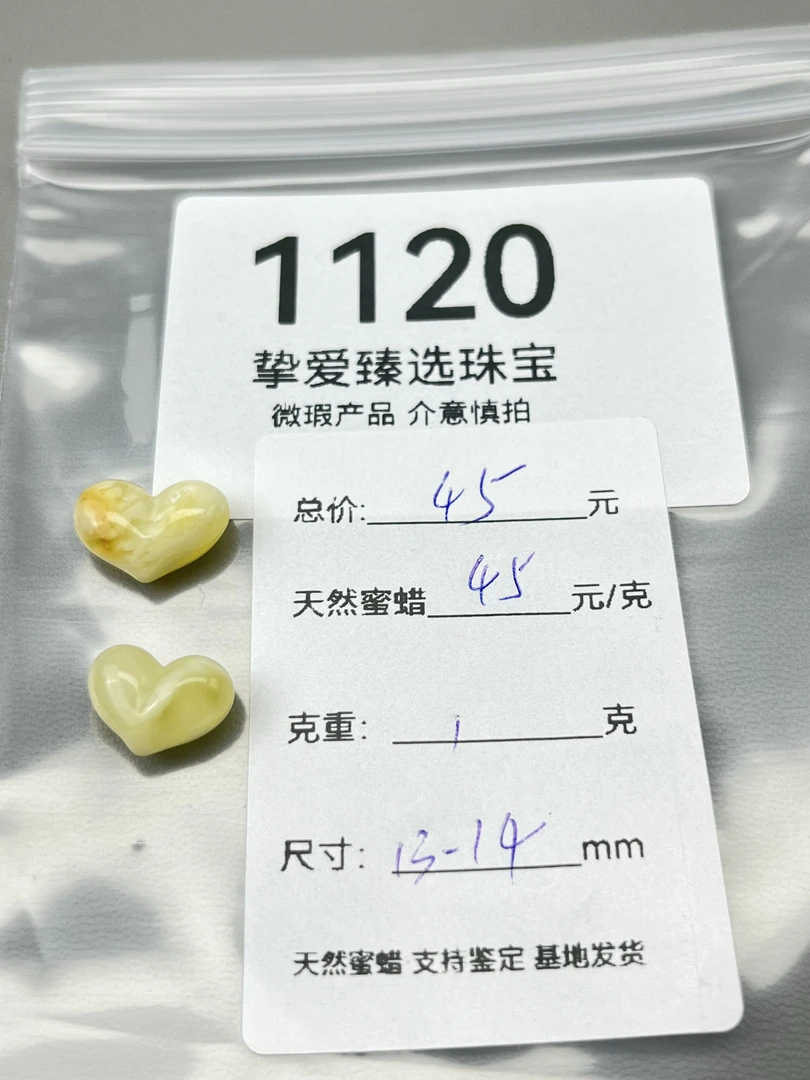 1120
挚爱臻选珠宝
微瑕产品 介意慎拍
总价: 45 元
天然蜜蜡 45 元/克
克重: 1 克
尺寸: 13-14 mm
天然蜜蜡 支持鉴定 基地发货